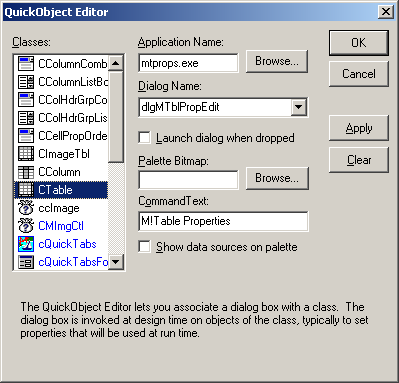 QuickObject Editor
Classes:
CColumnComb
CColumnListBo
CColHdrGrpCo
CColHdrGrpLis
CCellPropOrde
CImageTbl
CColumn
CTable
ccImage
CMImgCtl
cQuickTabs
cQuickTabsFo
Application Name:
mtprops.exe
Browse...
Dialog Name:
dlgMTblPropEdit
Launch dialog when dropped
Palette Bitmap:
Browse...
CommandText:
M!Table Properties
Show data sources on palette
OK
Cancel
Apply
Clear
The QuickObject Editor lets you associate a dialog box with a class. The
dialog box is invoked at design time on objects of the class, typically to set
properties that will be used at run time.